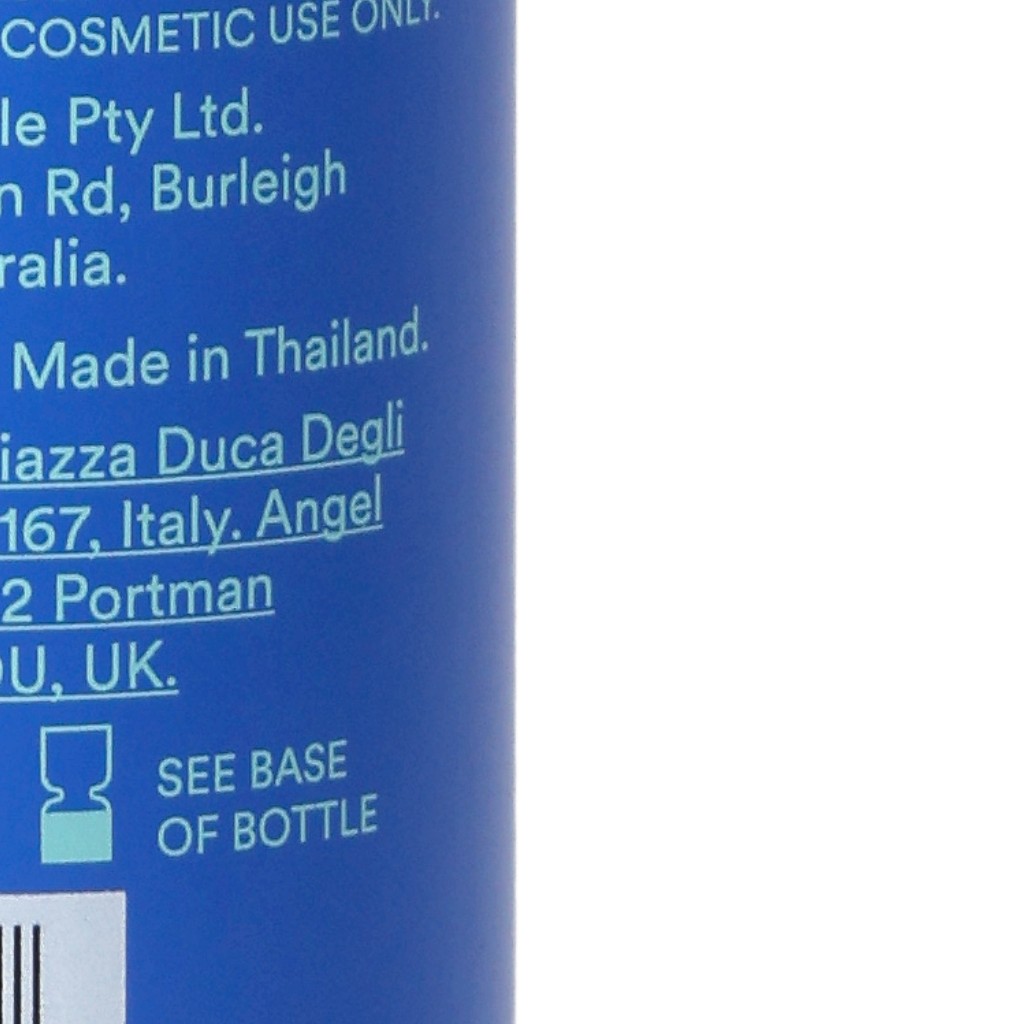 COSMETIC USE ONLY.
le Pty Ltd.
n Rd, Burleigh
ralia.
Made in Thailand.
iazza Duca Degli
167, Italy. Angel
2 Portman
OU, UK.
SEE BASE
OF BOTTLE